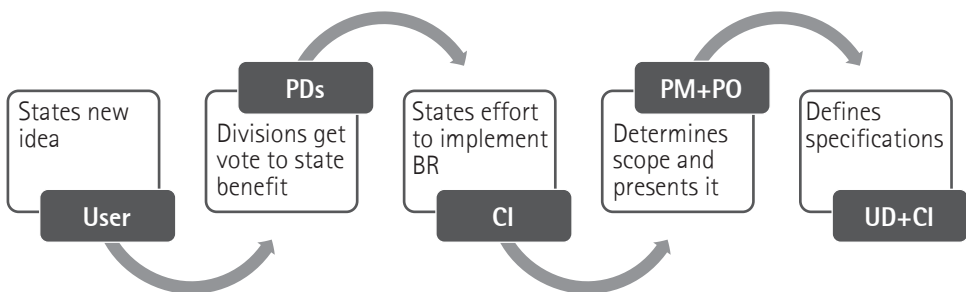 States new
idea
User
PDs
Divisions get
vote to state
benefit
States effort
to implement
BR
CI
PM+PO
Determines
scope and
presents it
Defines
specifications
UD+CI